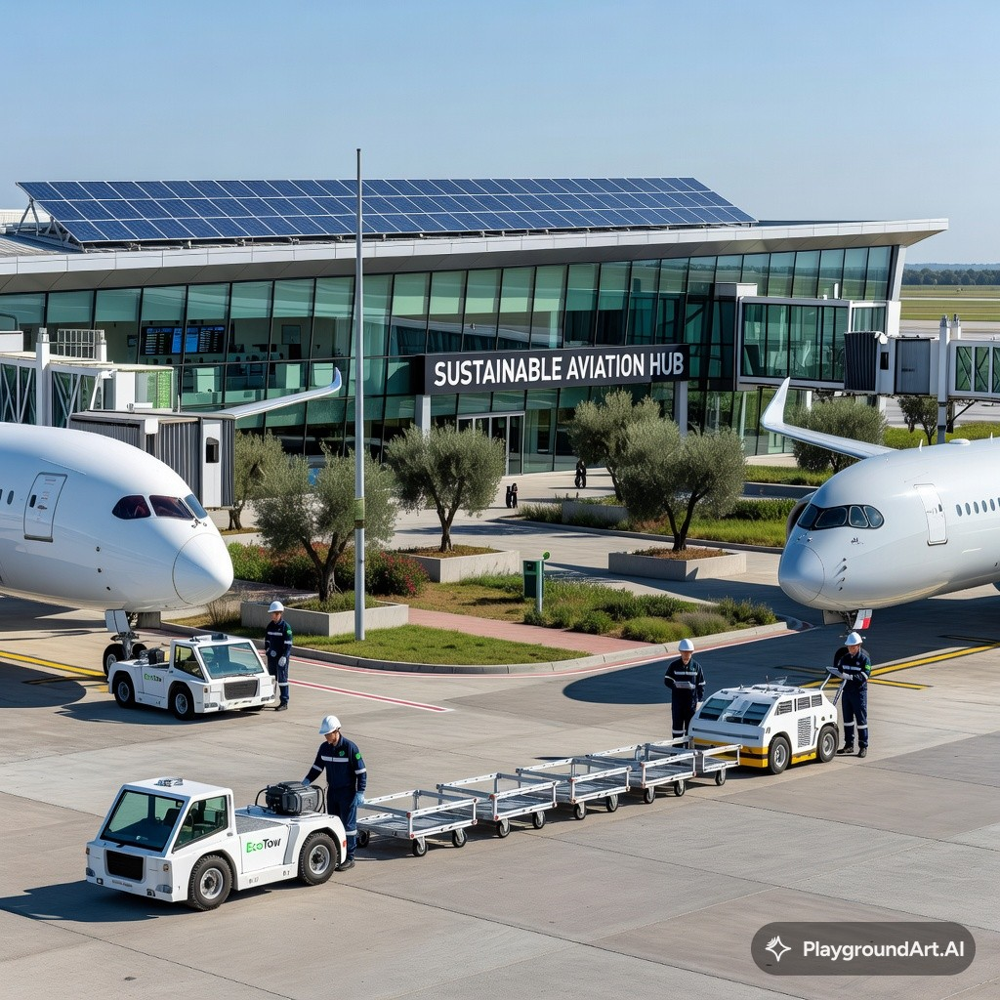 SUSTAINABLE AVIATION HUB
EcoTow
PlaygroundArt.AI